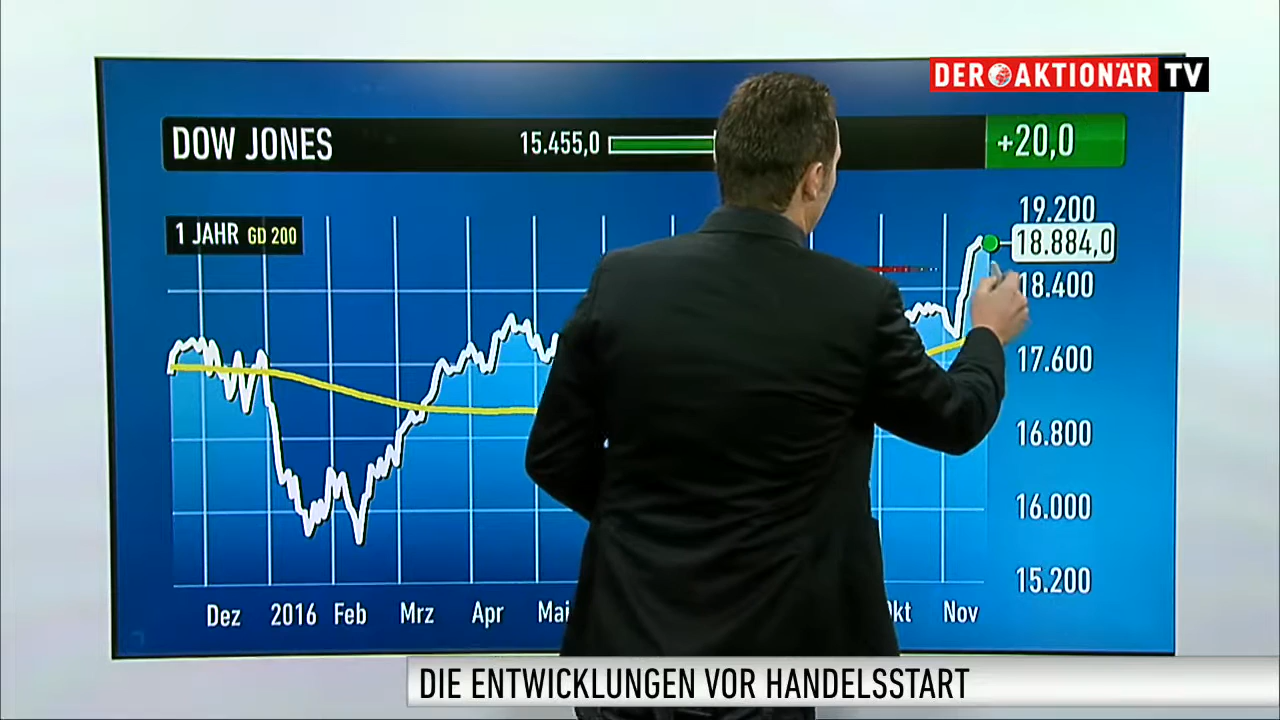 DER AKTIONÄR TV
DOW JONES 15.455,0 +20,0
1 JAHR GD 200
19.200
18.884,0
18.400
17.600
16.800
16.000
15.200
Dez 2016 Feb Mrz Apr Mai Nov
DIE ENTWICKLUNGEN VOR HANDELSSTART